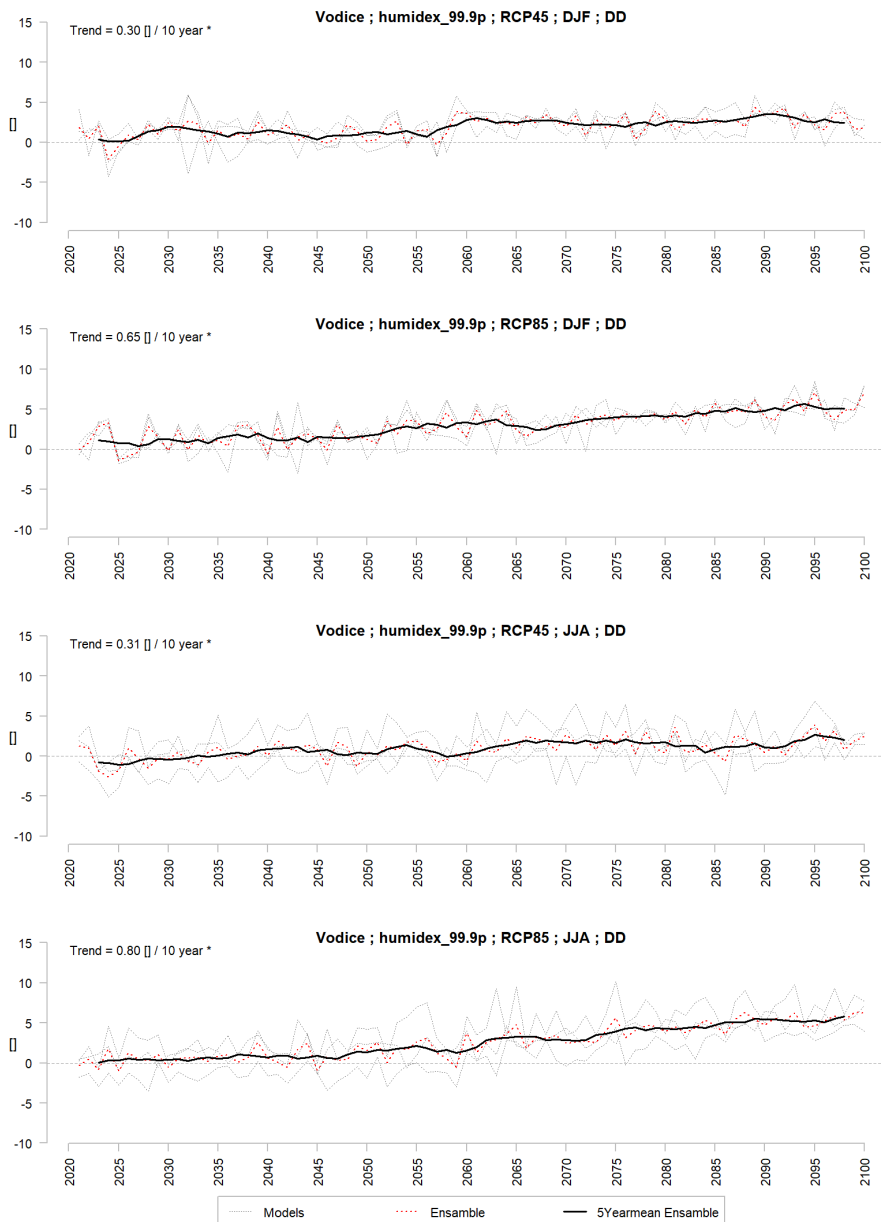 Vodice ; humidex_99.9p ; RCP45 ; DJF ; DD
Trend = 0.30 [] / 10 year *
15
10
5
[]
0
-5
-10
2020 2025 2030 2035 2040 2045 2050 2055 2060 2065 2070 2075 2080 2085 2090 2095 2100
Vodice ; humidex_99.9p ; RCP85 ; DJF ; DD
Trend = 0.65 [] / 10 year *
15
10
5
[]
0
-5
-10
2020 2025 2030 2035 2040 2045 2050 2055 2060 2065 2070 2075 2080 2085 2090 2095 2100
Vodice ; humidex_99.9p ; RCP45 ; JJA ; DD
Trend = 0.31 [] / 10 year *
15
10
5
[]
0
-5
-10
2020 2025 2030 2035 2040 2045 2050 2055 2060 2065 2070 2075 2080 2085 2090 2095 2100
Vodice ; humidex_99.9p ; RCP85 ; JJA ; DD
Trend = 0.80 [] / 10 year *
15
10
5
[]
0
-5
-10
2020 2025 2030 2035 2040 2045 2050 2055 2060 2065 2070 2075 2080 2085 2090 2095 2100
Models Ensamble 5Yearmean Ensamble